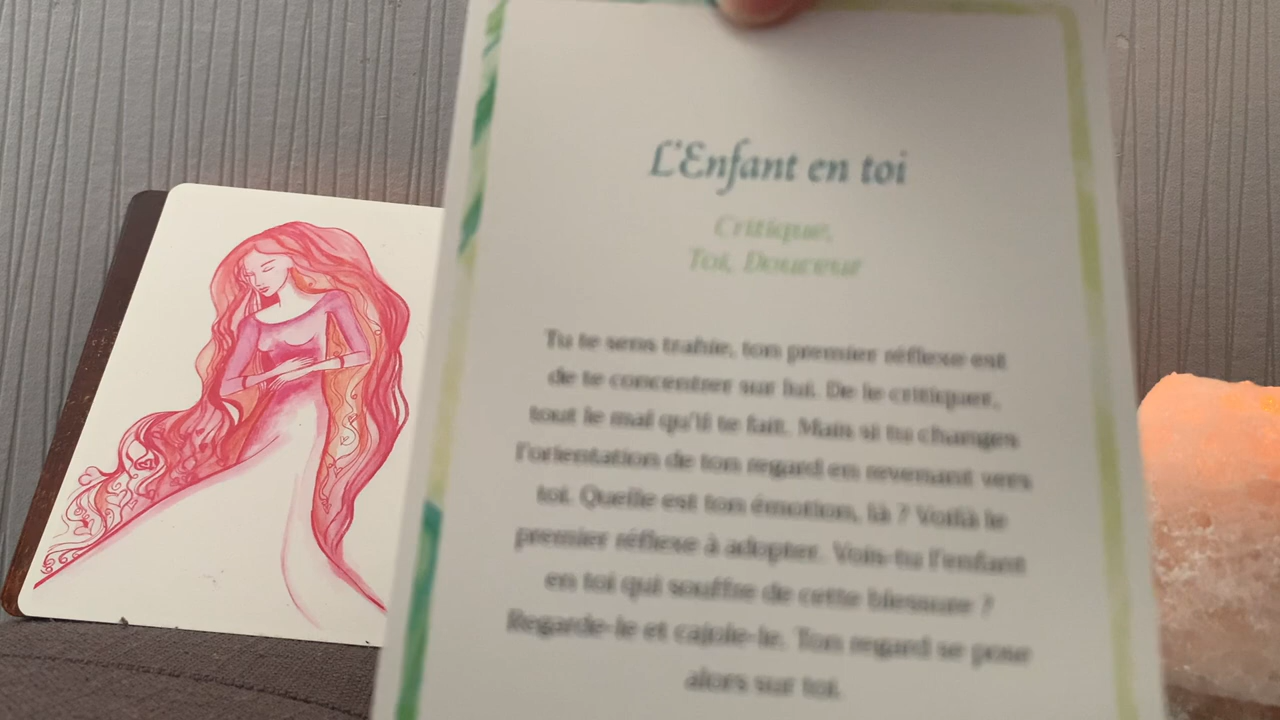 L'Enfant en toi
Critique,
Toi, Douceur
Tu te sens trahie, ton premier réflexe est
de te concentrer sur lui. De le critiquer,
tout le mal qu'il te fait. Mais si tu changes
l'orientation de ton regard en revenant vers
toi. Quelle est ton émotion, là ? Voilà le
premier réflexe à adopter. Vois-tu l'enfant
en toi qui souffre de cette blessure ?
Regarde-le et cajole-le. Ton regard se pose
alors sur toi.